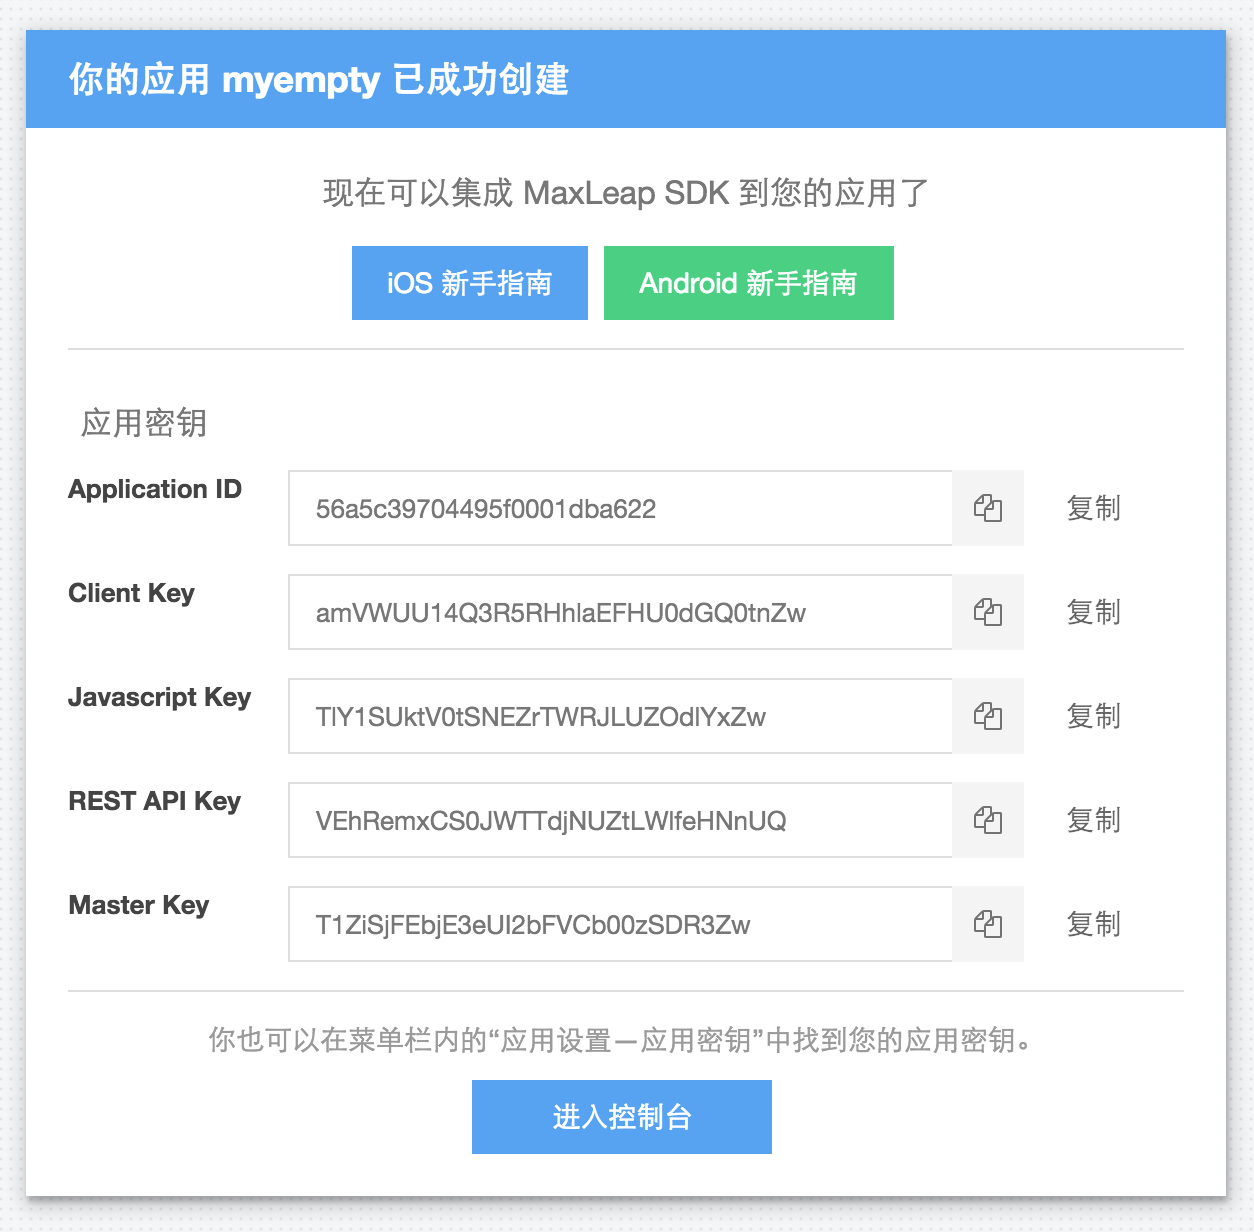 你的应用 myempty 已成功创建
现在可以集成 MaxLeap SDK 到您的应用了
iOS 新手指南 Android 新手指南
应用密钥
Application ID 56a5c39704495f0001dba622 复制
Client Key amVWUU14Q3R5RHhlaEFHU0dGQ0tnZw 复制
Javascript Key TlY1SUktV0tSNEZrTWRJLUZOdlYxZw 复制
REST API Key VEhRemxCS0JWTTdjNUZtLWlfeHNnUQ 复制
Master Key T1ZiSjFEbjE3eUI2bFVCb00zSDR3Zw 复制
你也可以在菜单栏内的“应用设置—应用密钥”中找到您的应用密钥。
进入控制台